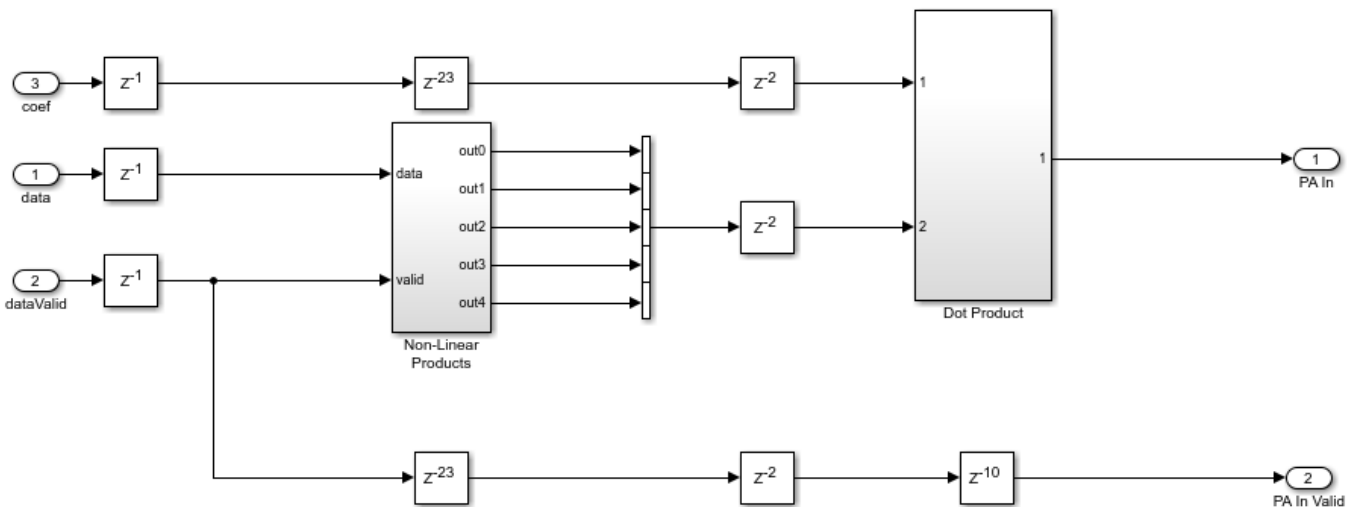 3
coef
z-1
z-23
z-2
1
1
1
PA In
1
data
z-1
data
valid
out0
out1
out2
out3
out4
Non-Linear
Products
z-2
2
Dot Product
2
dataValid
z-1
z-23
z-2
z-10
2
PA In Valid